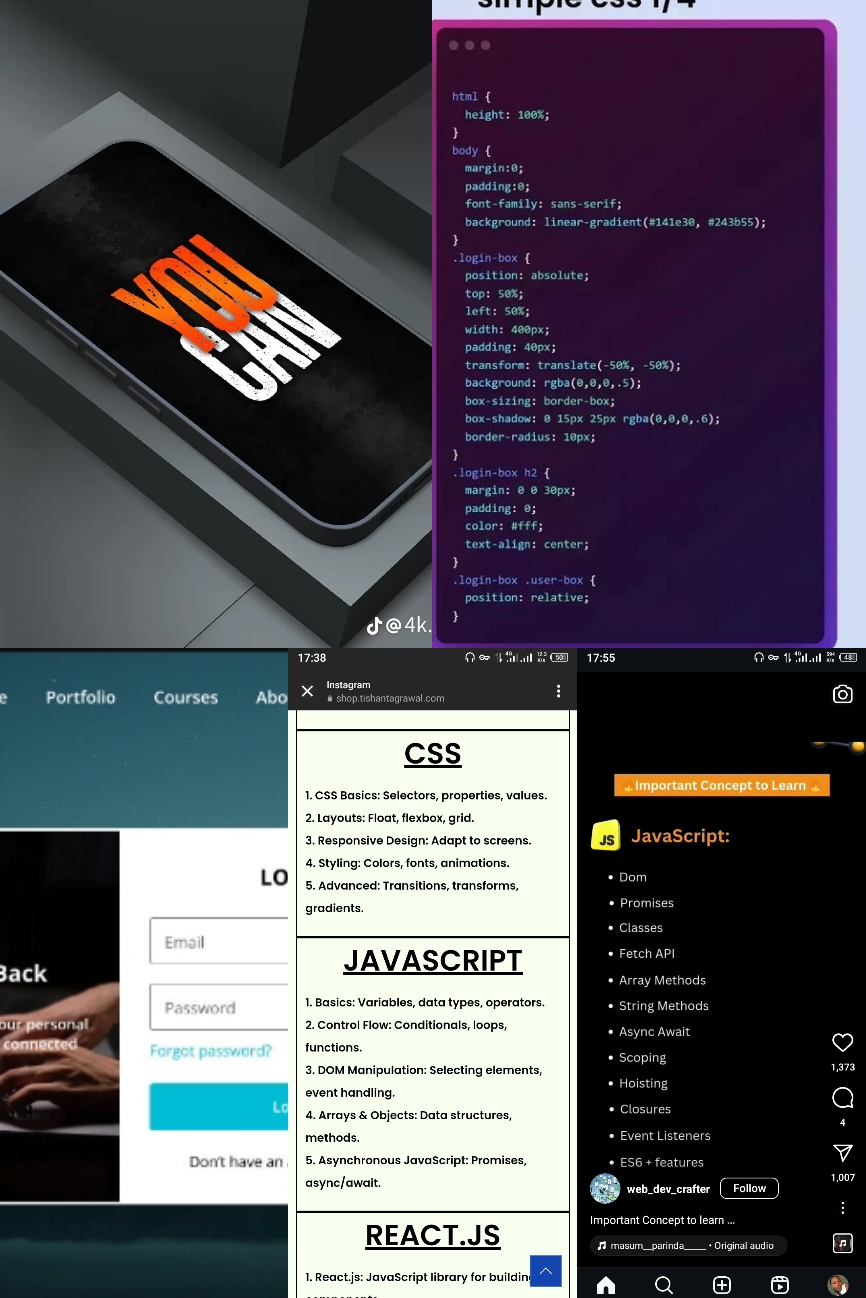 YOU
CAN
@4k.
simple css 1/4
html {
height: 100%;
}
body {
margin:0;
padding:0;
font-family: sans-serif;
background: linear-gradient(#141e30, #243b55);
}
.login-box {
position: absolute;
top: 50%;
left: 50%;
width: 400px;
padding: 40px;
transform: translate(-50%, -50%);
background: rgba(0,0,0,.5);
box-sizing: border-box;
box-shadow: 0 15px 25px rgba(0,0,0,.6);
border-radius: 10px;
}
.login-box h2 {
margin: 0 0 30px;
padding: 0;
color: #fff;
text-align: center;
}
.login-box .user-box {
position: relative;
}
e Portfolio Courses Abo
LO
Email
Back
Password
our personal
connected
Forgot password?
Lo
Don't have an
17:38
Instagram
shop.tishantagrawal.com
CSS
1. CSS Basics: Selectors, properties, values.
2. Layouts: Float, flexbox, grid.
3. Responsive Design: Adapt to screens.
4. Styling: Colors, fonts, animations.
5. Advanced: Transitions, transforms,
gradients.
JAVASCRIPT
1. Basics: Variables, data types, operators.
2. Control Flow: Conditionals, loops,
functions.
3. DOM Manipulation: Selecting elements,
event handling.
4. Arrays & Objects: Data structures,
methods.
5. Asynchronous JavaScript: Promises,
async/await.
REACT.JS
1. React.js: JavaScript library for building
17:55
Important Concept to Learn
JS JavaScript:
• Dom
• Promises
• Classes
• Fetch API
• Array Methods
• String Methods
• Async Await
• Scoping
• Hoisting
• Closures
• Event Listeners
• ES6 + features
1,373
4
1,007
web_dev_crafter Follow
Important Concept to learn ...
masum__parinda____ • Original audio